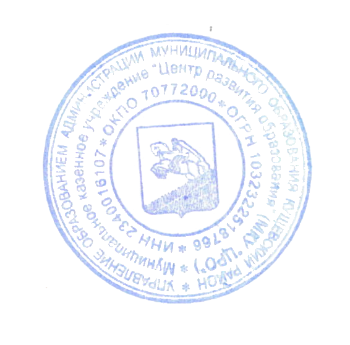 УПРАВЛЕНИЕ ОБРАЗОВАНИЕМ АДМИНИСТРАЦИИ МУНИЦИПАЛЬНОГО ОБРАЗОВАНИЯ КУЩЕВСКИЙ РАЙОН *
Муниципальное казенное учреждение "Центр развития образования" (МКУ "ЦРО") *
ИНН 2340016107 * ОКПО 70772000 * ОГРН 1032322518766 *